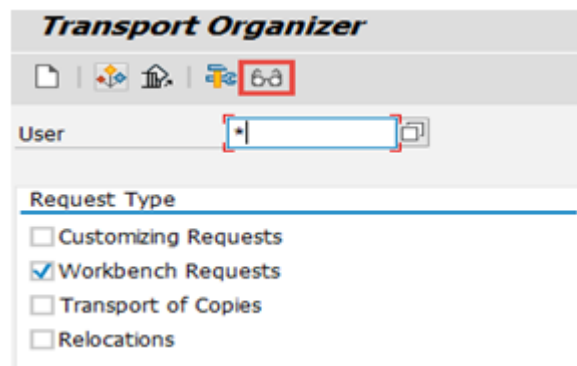 Transport Organizer
User *
Request Type
Customizing Requests
Workbench Requests
Transport of Copies
Relocations